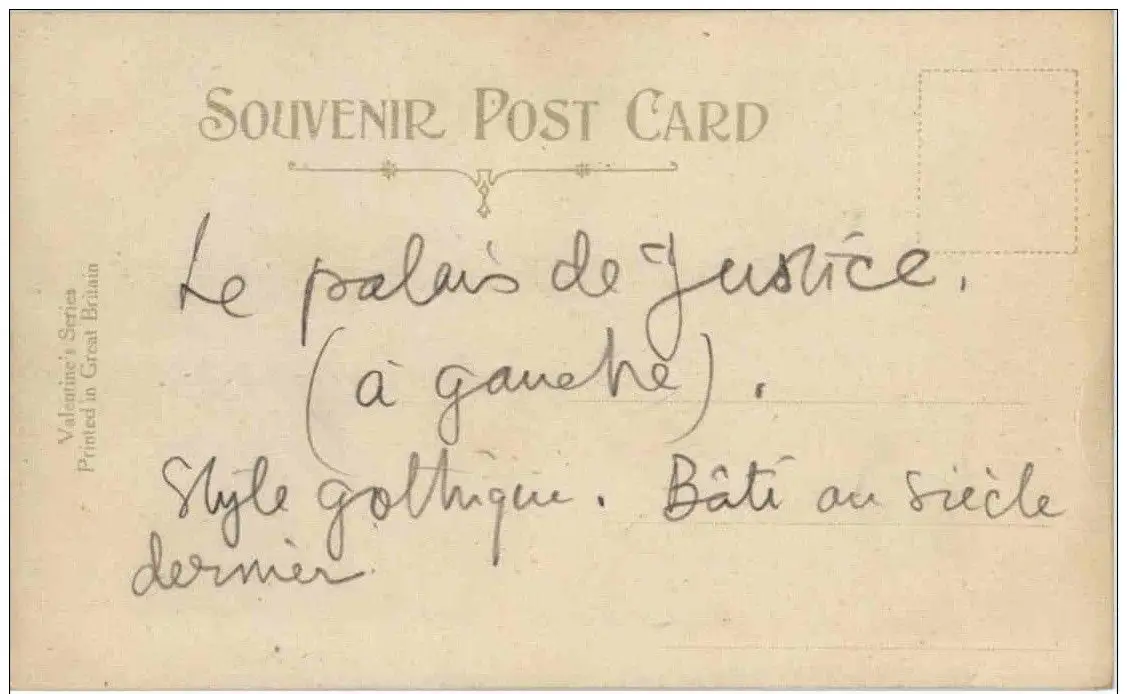 SOUVENIR POST CARD
Le palais de Justice.
(à gauche).
Style gothique. Bâti au siècle
dernier.
Valentine's Series
Printed in Great Britain